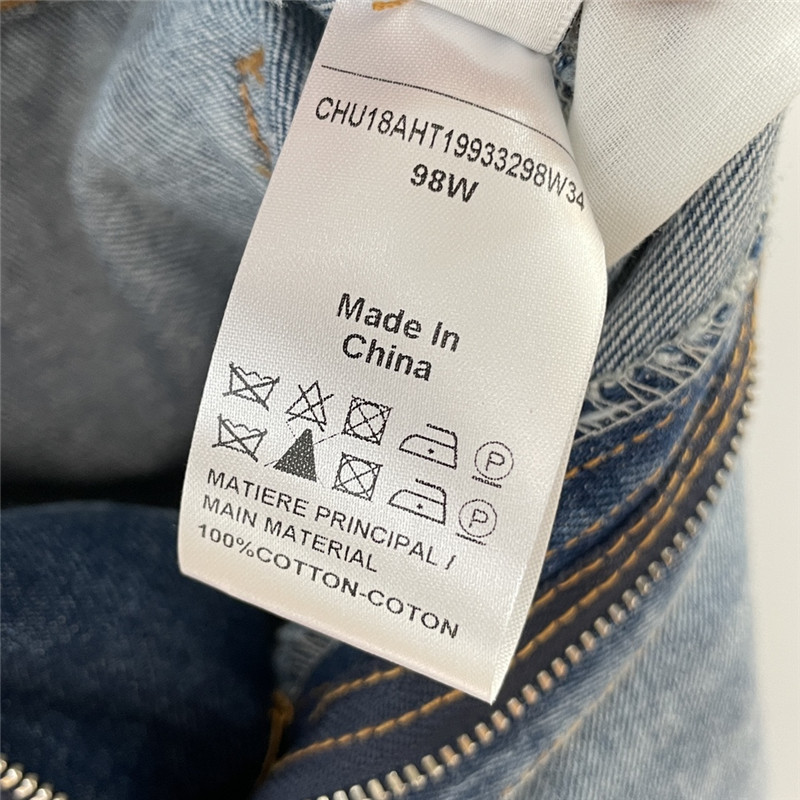 CHU18AHT19933298W34
98W
Made In
China
P
P
MATIERE PRINCIPAL /
MAIN MATERIAL
100%COTTON-COTON